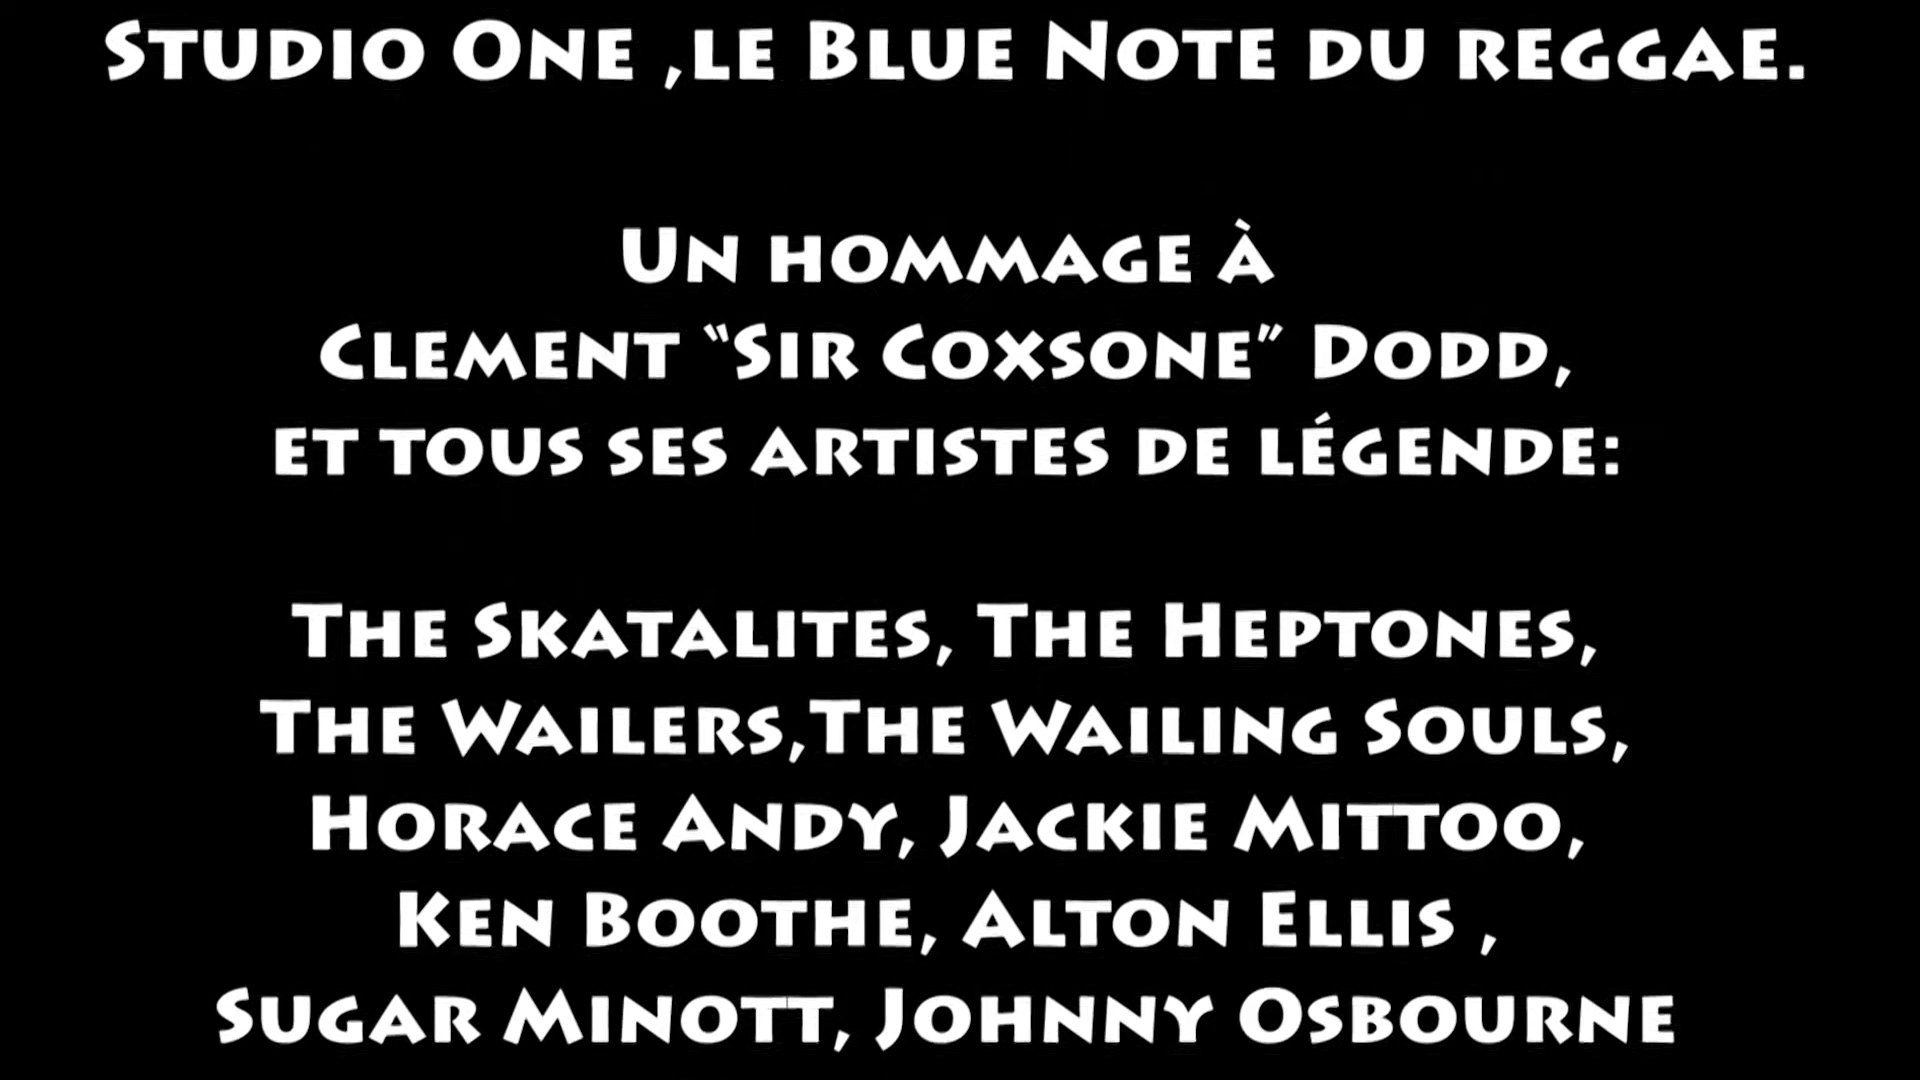 Studio One ,le Blue Note du reggae.
Un hommage à
Clement “Sir Coxsone” Dodd,
et tous ses artistes de légende:
The Skatalites, The Heptones,
The Wailers,The Wailing Souls,
Horace Andy, Jackie Mittoo,
Ken Boothe, Alton Ellis ,
Sugar Minott, Johnny Osbourne